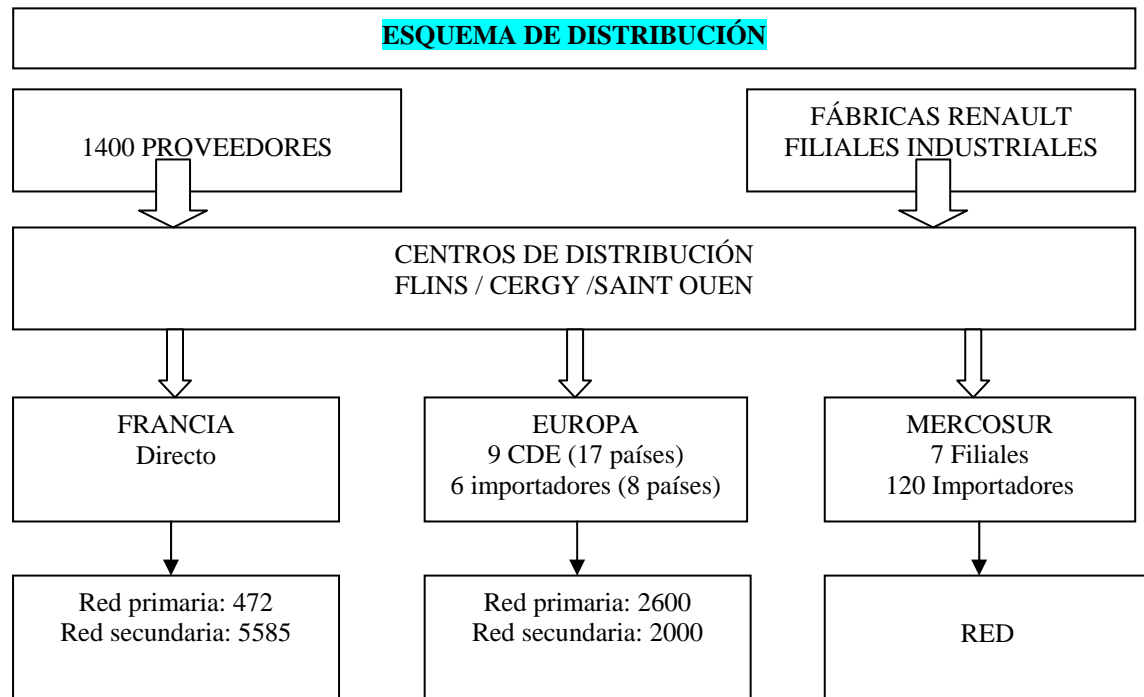 ESQUEMA DE DISTRIBUCIÓN
1400 PROVEEDORES
FÁBRICAS RENAULT
FILIALES INDUSTRIALES
CENTROS DE DISTRIBUCIÓN
FLINS / CERGY /SAINT OUEN
FRANCIA
Directo
EUROPA
9 CDE (17 países)
6 importadores (8 países)
MERCOSUR
7 Filiales
120 Importadores
Red primaria: 472
Red secundaria: 5585
Red primaria: 2600
Red secundaria: 2000
RED